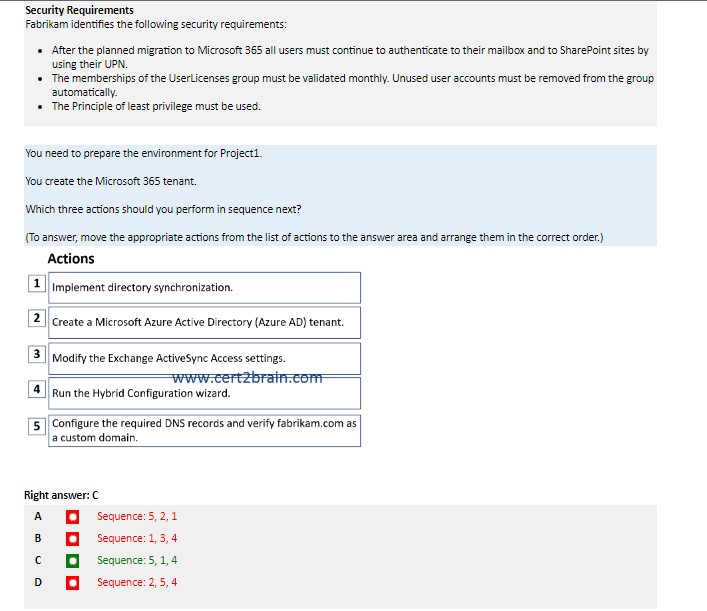 Security Requirements
Fabrikam identifies the following security requirements:
• After the planned migration to Microsoft 365 all users must continue to authenticate to their mailbox and to SharePoint sites by
using their UPN.
• The memberships of the UserLicenses group must be validated monthly. Unused user accounts must be removed from the group
automatically.
• The Principle of least privilege must be used.
You need to prepare the environment for Project1.
You create the Microsoft 365 tenant.
Which three actions should you perform in sequence next?
(To answer, move the appropriate actions from the list of actions to the answer area and arrange them in the correct order.)
Actions
1 Implement directory synchronization.
2 Create a Microsoft Azure Active Directory (Azure AD) tenant.
3 Modify the Exchange ActiveSync Access settings.
www.cert2brain.com
4 Run the Hybrid Configuration wizard.
5 Configure the required DNS records and verify fabrikam.com as
a custom domain.
Right answer: C
A Sequence: 5, 2, 1
B Sequence: 1, 3, 4
C Sequence: 5, 1, 4
D Sequence: 2, 5, 4